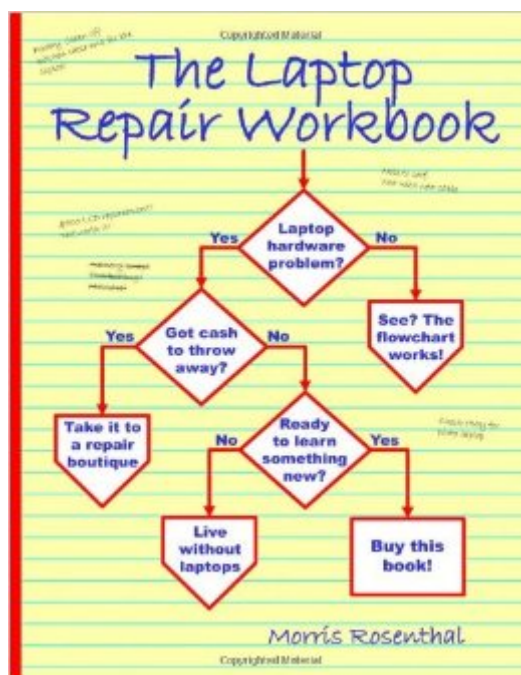 Copyrighted Material
The Laptop
Repair Workbook
Laptop
hardware
problem?
Yes
No
Got cash
to throw
away?
Yes
No
See? The
flowchart
works!
Take it to
a repair
boutique
Ready
to learn
something
new?
No
Yes
Live
without
laptops
Buy this
book!
Morris Rosenthal
Copyrighted Material